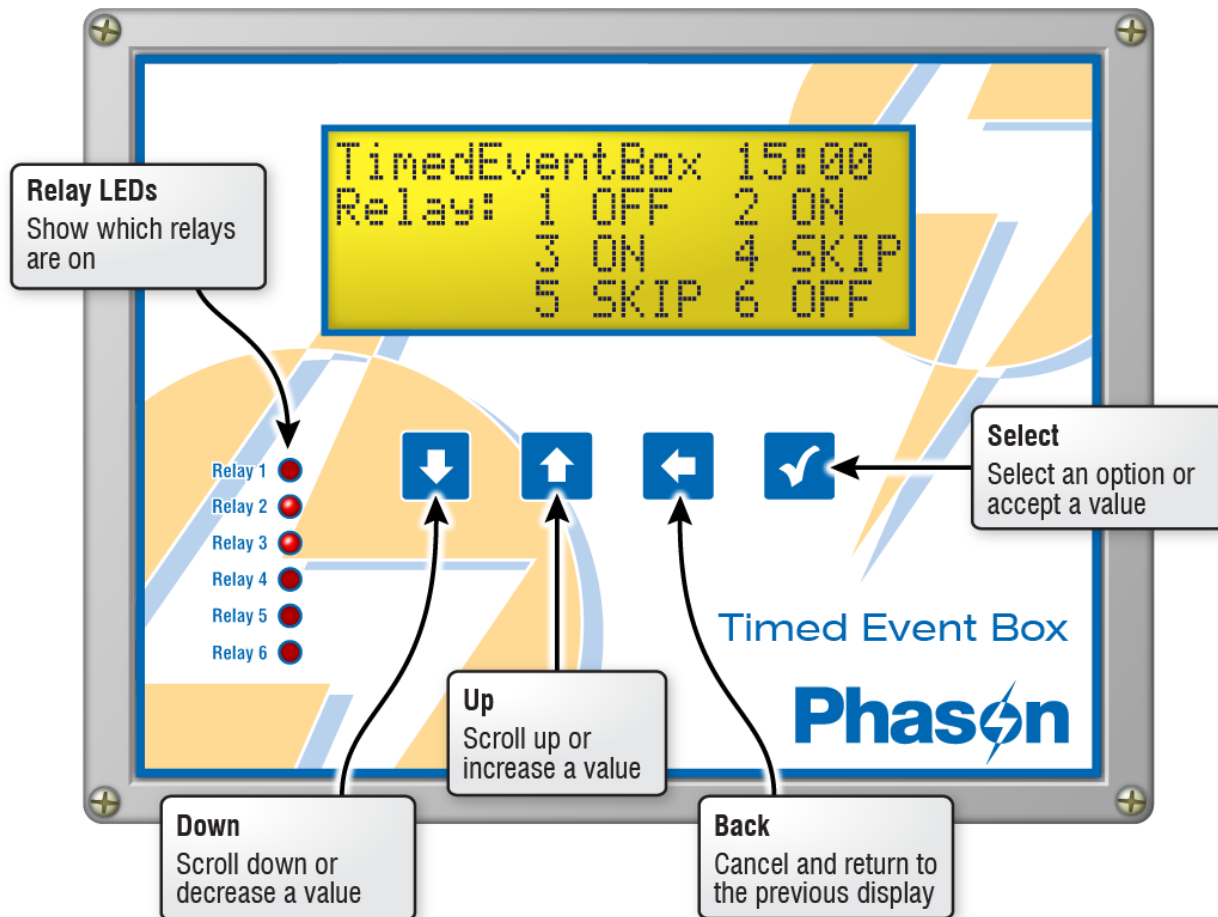 TimedEventBox 15:00
Relay: 1 OFF 2 ON
3 ON 4 SKIP
5 SKIP 6 OFF
Relay LEDs
Show which relays
are on
Select
Select an option or
accept a value
Relay 1
Relay 2
Relay 3
Relay 4
Relay 5
Relay 6
Timed Event Box
Phason
Up
Scroll up or
increase a value
Down
Scroll down or
decrease a value
Back
Cancel and return to
the previous display